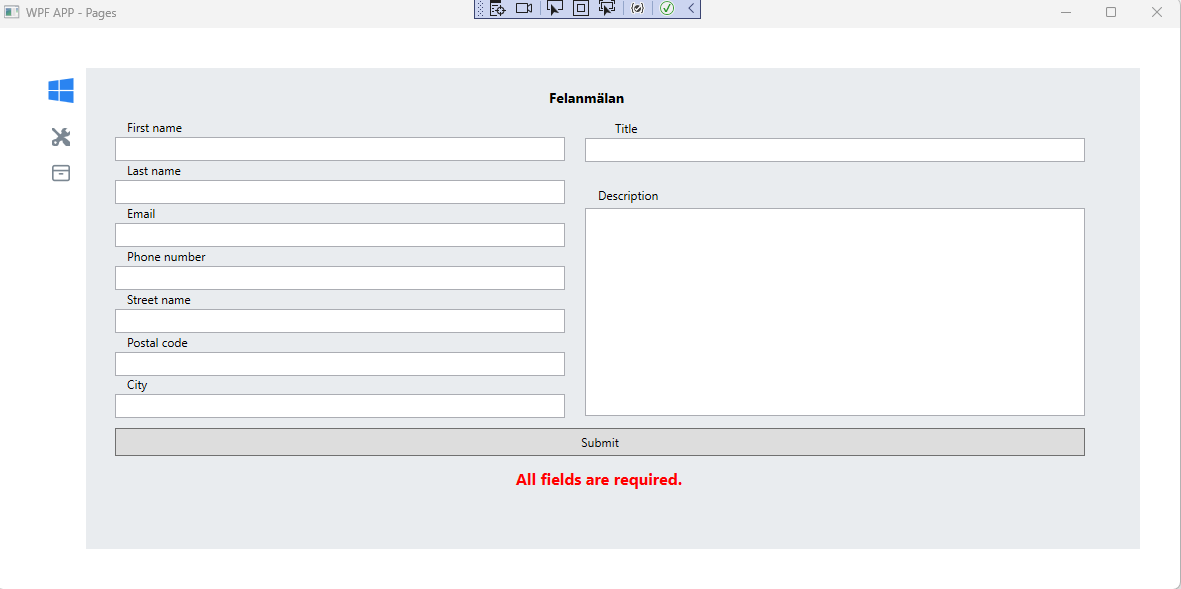 WPF APP - Pages
Felanmälan
First name
Title
Last name
Description
Email
Phone number
Street name
Postal code
City
Submit
All fields are required.